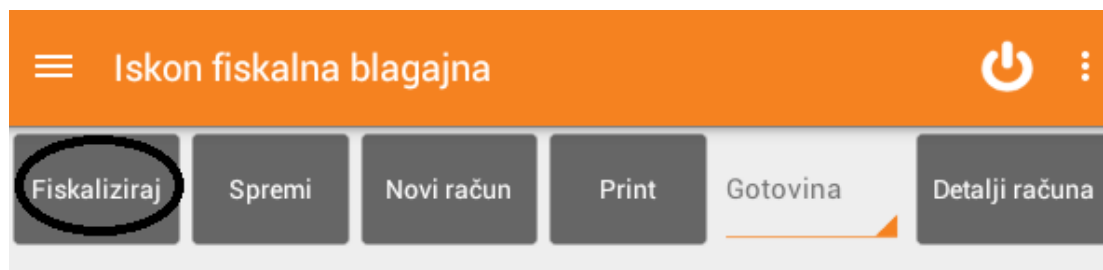 Iskon fiskalna blagajna
Fiskaliziraj Spremi Novi račun Print Gotovina Detalji računa